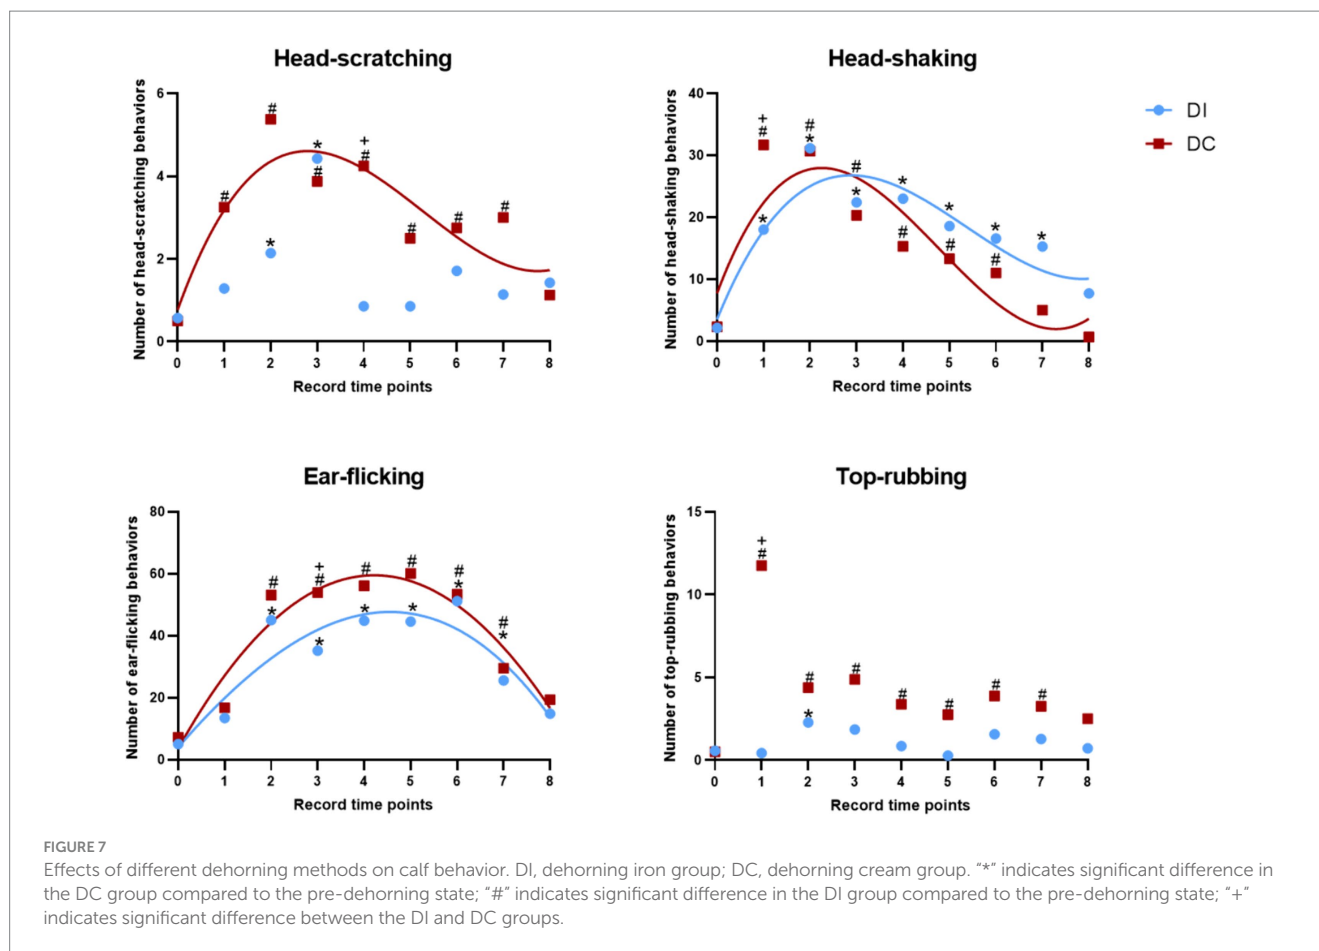 Head-scratching
Number of head-scratching behaviors
6
4
2
0
0 1 2 3 4 5 6 7 8
Record time points
# # * * # + # # # #
Head-shaking
Number of head-shaking behaviors
40
30
20
10
0
0 1 2 3 4 5 6 7 8
Record time points
+ # * # * # * * # * # * # *
DI
DC
Ear-flicking
Number of ear-flicking behaviors
80
60
40
20
0
0 1 2 3 4 5 6 7 8
Record time points
# * + # * # * # * # * # *
Top-rubbing
Number of top-rubbing behaviors
15
10
5
0
0 1 2 3 4 5 6 7 8
Record time points
+ # # * # # # # #
FIGURE 7
Effects of different dehorning methods on calf behavior. DI, dehorning iron group; DC, dehorning cream group. “*” indicates significant difference in
the DC group compared to the pre-dehorning state; “#” indicates significant difference in the DI group compared to the pre-dehorning state; “+”
indicates significant difference between the DI and DC groups.